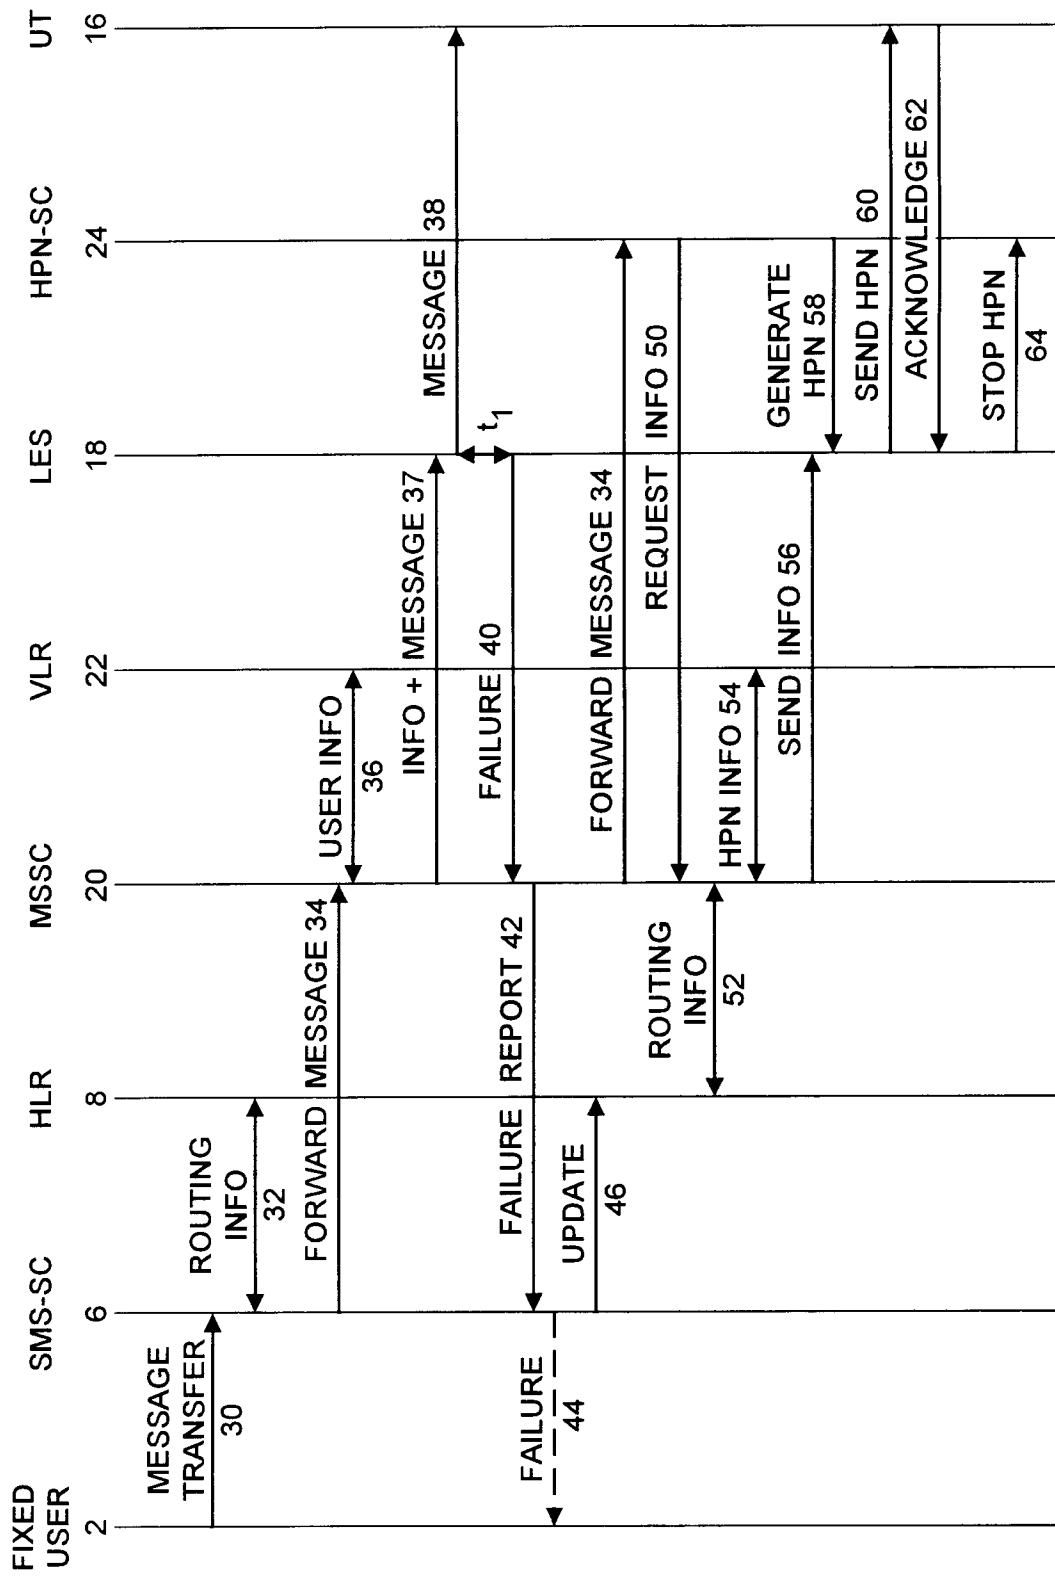 FIXED
USER
SMS-SC
HLR
MSSC
VLR
LES
HPN-SC
UT
2
6
8
20
22
18
24
16
MESSAGE
TRANSFER
30
ROUTING
INFO
32
FORWARD MESSAGE 34
USER INFO
36
INFO + MESSAGE 37
MESSAGE 38
t1
FAILURE 40
FAILURE REPORT 42
FAILURE
44
UPDATE
46
FORWARD MESSAGE 34
REQUEST INFO 50
ROUTING
INFO
52
HPN INFO 54
SEND INFO 56
GENERATE
HPN 58
SEND HPN 60
ACKNOWLEDGE 62
STOP HPN
64